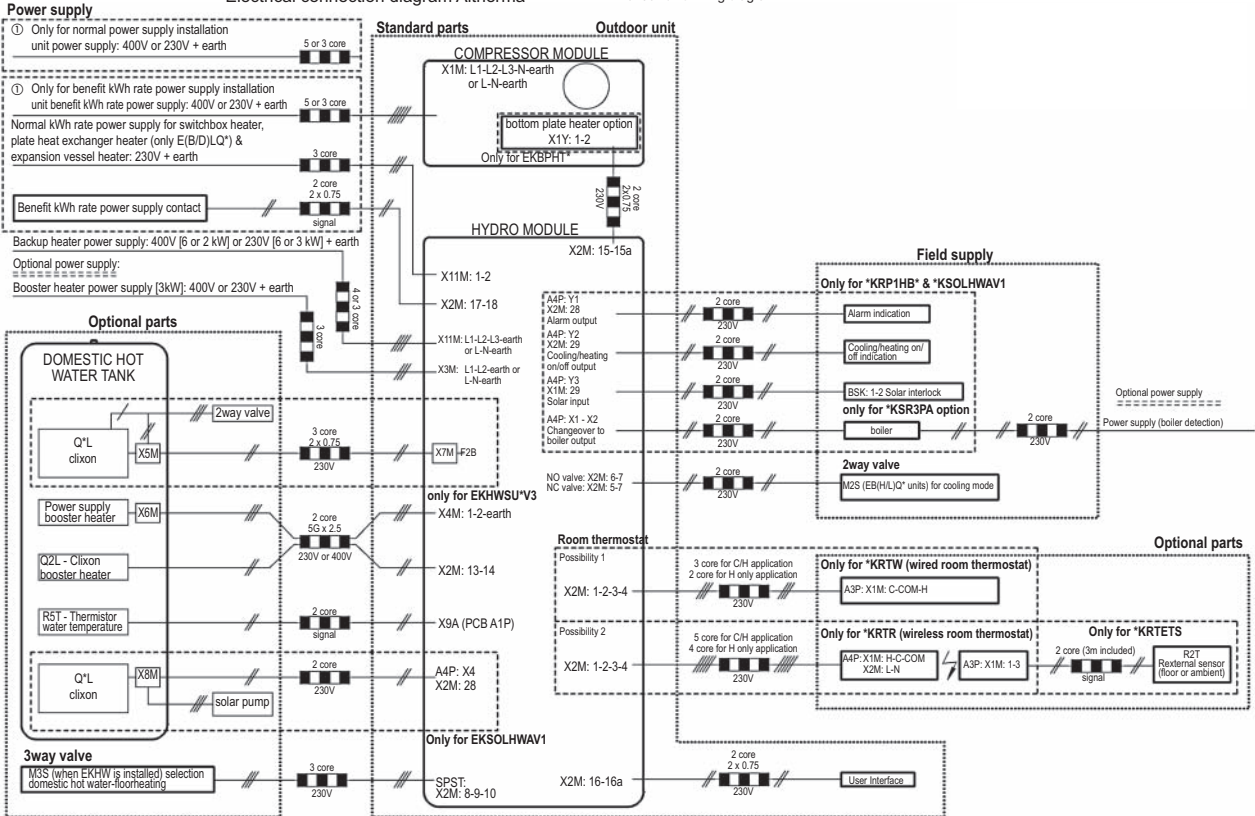 Electrical connection diagram Altherma
Power supply
① Only for normal power supply installation
unit power supply: 400V or 230V + earth
5 or 3 core
① Only for benefit kWh rate power supply installation
unit benefit kWh rate power supply: 400V or 230V + earth
5 or 3 core
Normal kWh rate power supply for switchbox heater,
plate heat exchanger heater (only E(B/D)LQ*) &
expansion vessel heater: 230V + earth
3 core
2 core
2 x 0.75
Benefit kWh rate power supply contact
signal
Backup heater power supply: 400V [6 or 2 kW] or 230V [6 or 3 kW] + earth
Optional power supply:
Booster heater power supply [3kW]: 400V or 230V + earth
4 or 3 core
3 core
Standard parts
Outdoor unit
COMPRESSOR MODULE
X1M: L1-L2-L3-N-earth
or L-N-earth
bottom plate heater option
X1Y: 1-2
Only for EKBPHT*
2 core
2x0.75
230V
HYDRO MODULE
X2M: 15-15a
X11M: 1-2
X2M: 17-18
X11M: L1-L2-L3-earth
or L-N-earth
X3M: L1-L2-earth or
L-N-earth
Optional parts
DOMESTIC HOT
WATER TANK
2way valve
Q*L
clixon
X5M
3 core
2 x 0.75
230V
X7M
F2B
only for EKHWSU*V3
Power supply
booster heater
X6M
2 core
5G x 2.5
230V or 400V
X4M: 1-2-earth
Q2L - Clixon
booster heater
X2M: 13-14
R5T - Thermistor
water temperature
2 core
signal
X9A (PCB A1P)
Q*L
clixon
X8M
2 core
230V
A4P: X4
X2M: 28
solar pump
Only for EKSOLHWAV1
3way valve
M3S (when EKHW is installed) selection
domestic hot water-floorheating
3 core
230V
SPST:
X2M: 8-9-10
Field supply
Only for *KRP1HB* & *KSOLHWAV1
A4P: Y1
X2M: 28
Alarm output
2 core
230V
Alarm indication
A4P: Y2
X2M: 29
Cooling/heating
on/off output
2 core
230V
Cooling/heating on/
off indication
A4P: Y3
X1M: 29
Solar input
2 core
230V
BSK: 1-2 Solar interlock
only for *KSR3PA option
A4P: X1 - X2
Changeover to
boiler output
2 core
230V
boiler
2 core
230V
Optional power supply
Power supply (boiler detection)
2way valve
NO valve: X2M: 6-7
NC valve: X2M: 5-7
2 core
230V
M2S (EB(H/L)Q* units) for cooling mode
Room thermostat
Optional parts
Possibility 1
X2M: 1-2-3-4
3 core for C/H application
2 core for H only application
230V
Only for *KRTW (wired room thermostat)
A3P: X1M: C-COM-H
Possibility 2
X2M: 1-2-3-4
5 core for C/H application
4 core for H only application
230V
Only for *KRTR (wireless room thermostat)
A4P: X1M: H-C-COM
X2M: L-N
A3P: X1M: 1-3
Only for *KRTETS
2 core (3m included)
signal
R2T
Rexternal sensor
(floor or ambient)
X2M: 16-16a
2 core
2 x 0.75
230V
User Interface